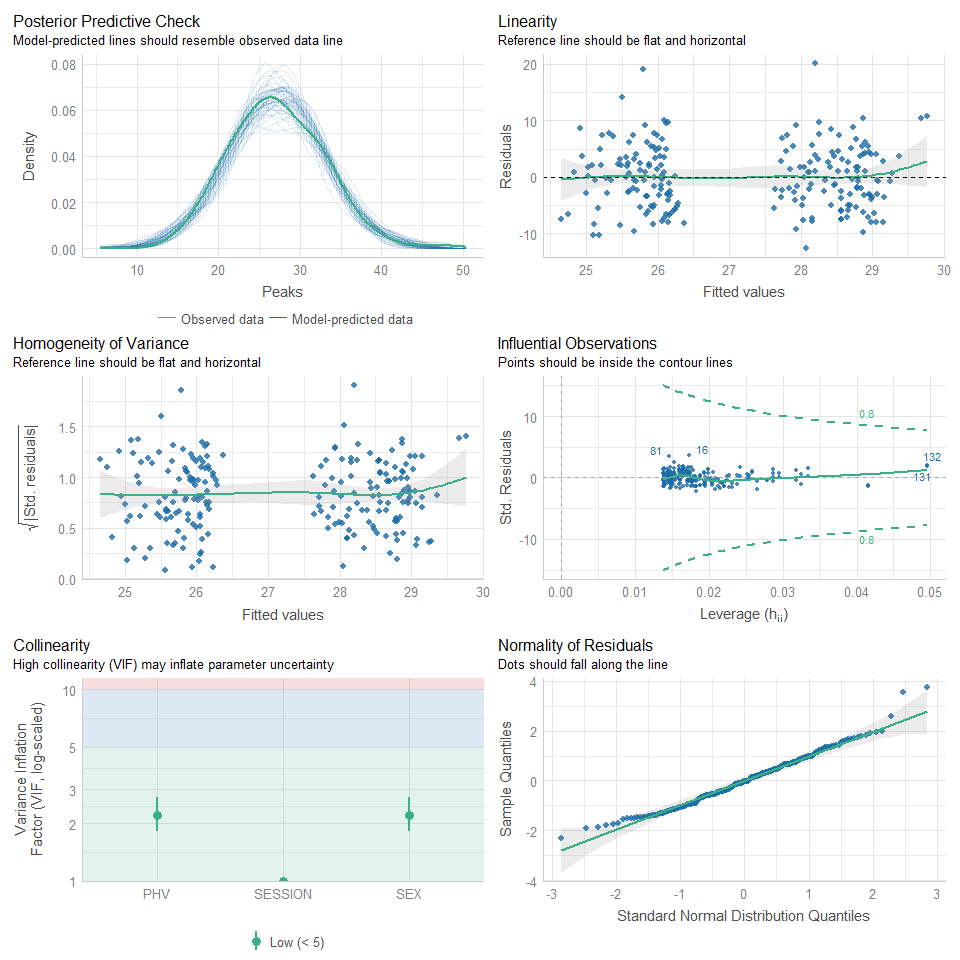 Posterior Predictive Check
Model-predicted lines should resemble observed data line
0.08
0.06
0.04
0.02
0.00
Density
10 20 30 40 50
Peaks
Observed data Model-predicted data
Linearity
Reference line should be flat and horizontal
20
10
0
-10
Residuals
25 26 27 28 29 30
Fitted values
Homogeneity of Variance
Reference line should be flat and horizontal
1.5
1.0
0.5
0.0
√|Std. residuals|
25 26 27 28 29 30
Fitted values
Influential Observations
Points should be inside the contour lines
10
0
-10
Std. Residuals
0.8
81 16
132
131
0.8
0.00 0.01 0.02 0.03 0.04 0.05
Leverage (hii)
Collinearity
High collinearity (VIF) may inflate parameter uncertainty
10
5
3
2
1
Variance Inflation
Factor (VIF, log-scaled)
PHV SESSION SEX
Low (< 5)
Normality of Residuals
Dots should fall along the line
4
2
0
-2
-4
Sample Quantiles
-3 -2 -1 0 1 2 3
Standard Normal Distribution Quantiles